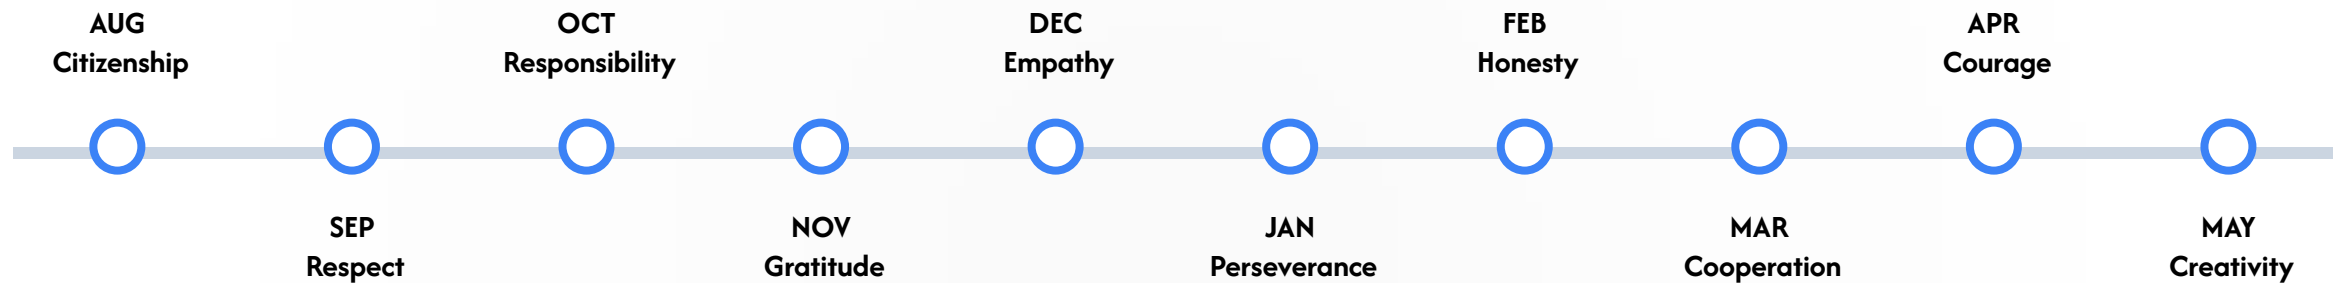 AUG
Citizenship
SEP
Respect
OCT
Responsibility
NOV
Gratitude
DEC
Empathy
JAN
Perseverance
FEB
Honesty
MAR
Cooperation
APR
Courage
MAY
Creativity